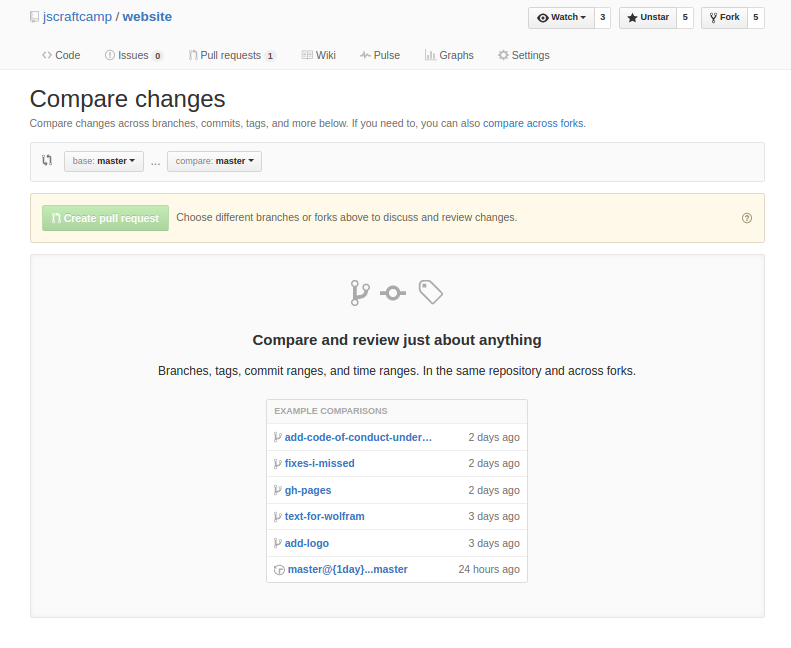 jscraftcamp / website
Watch 3 Unstar 5 Fork 5
Code Issues 0 Pull requests 1 Wiki Pulse Graphs Settings
Compare changes
Compare changes across branches, commits, tags, and more below. If you need to, you can also compare across forks.
base: master ... compare: master
Create pull request Choose different branches or forks above to discuss and review changes.
Compare and review just about anything
Branches, tags, commit ranges, and time ranges. In the same repository and across forks.
EXAMPLE COMPARISONS
add-code-of-conduct-under… 2 days ago
fixes-i-missed 2 days ago
gh-pages 2 days ago
text-for-wolfram 3 days ago
add-logo 3 days ago
master@{1day}...master 24 hours ago